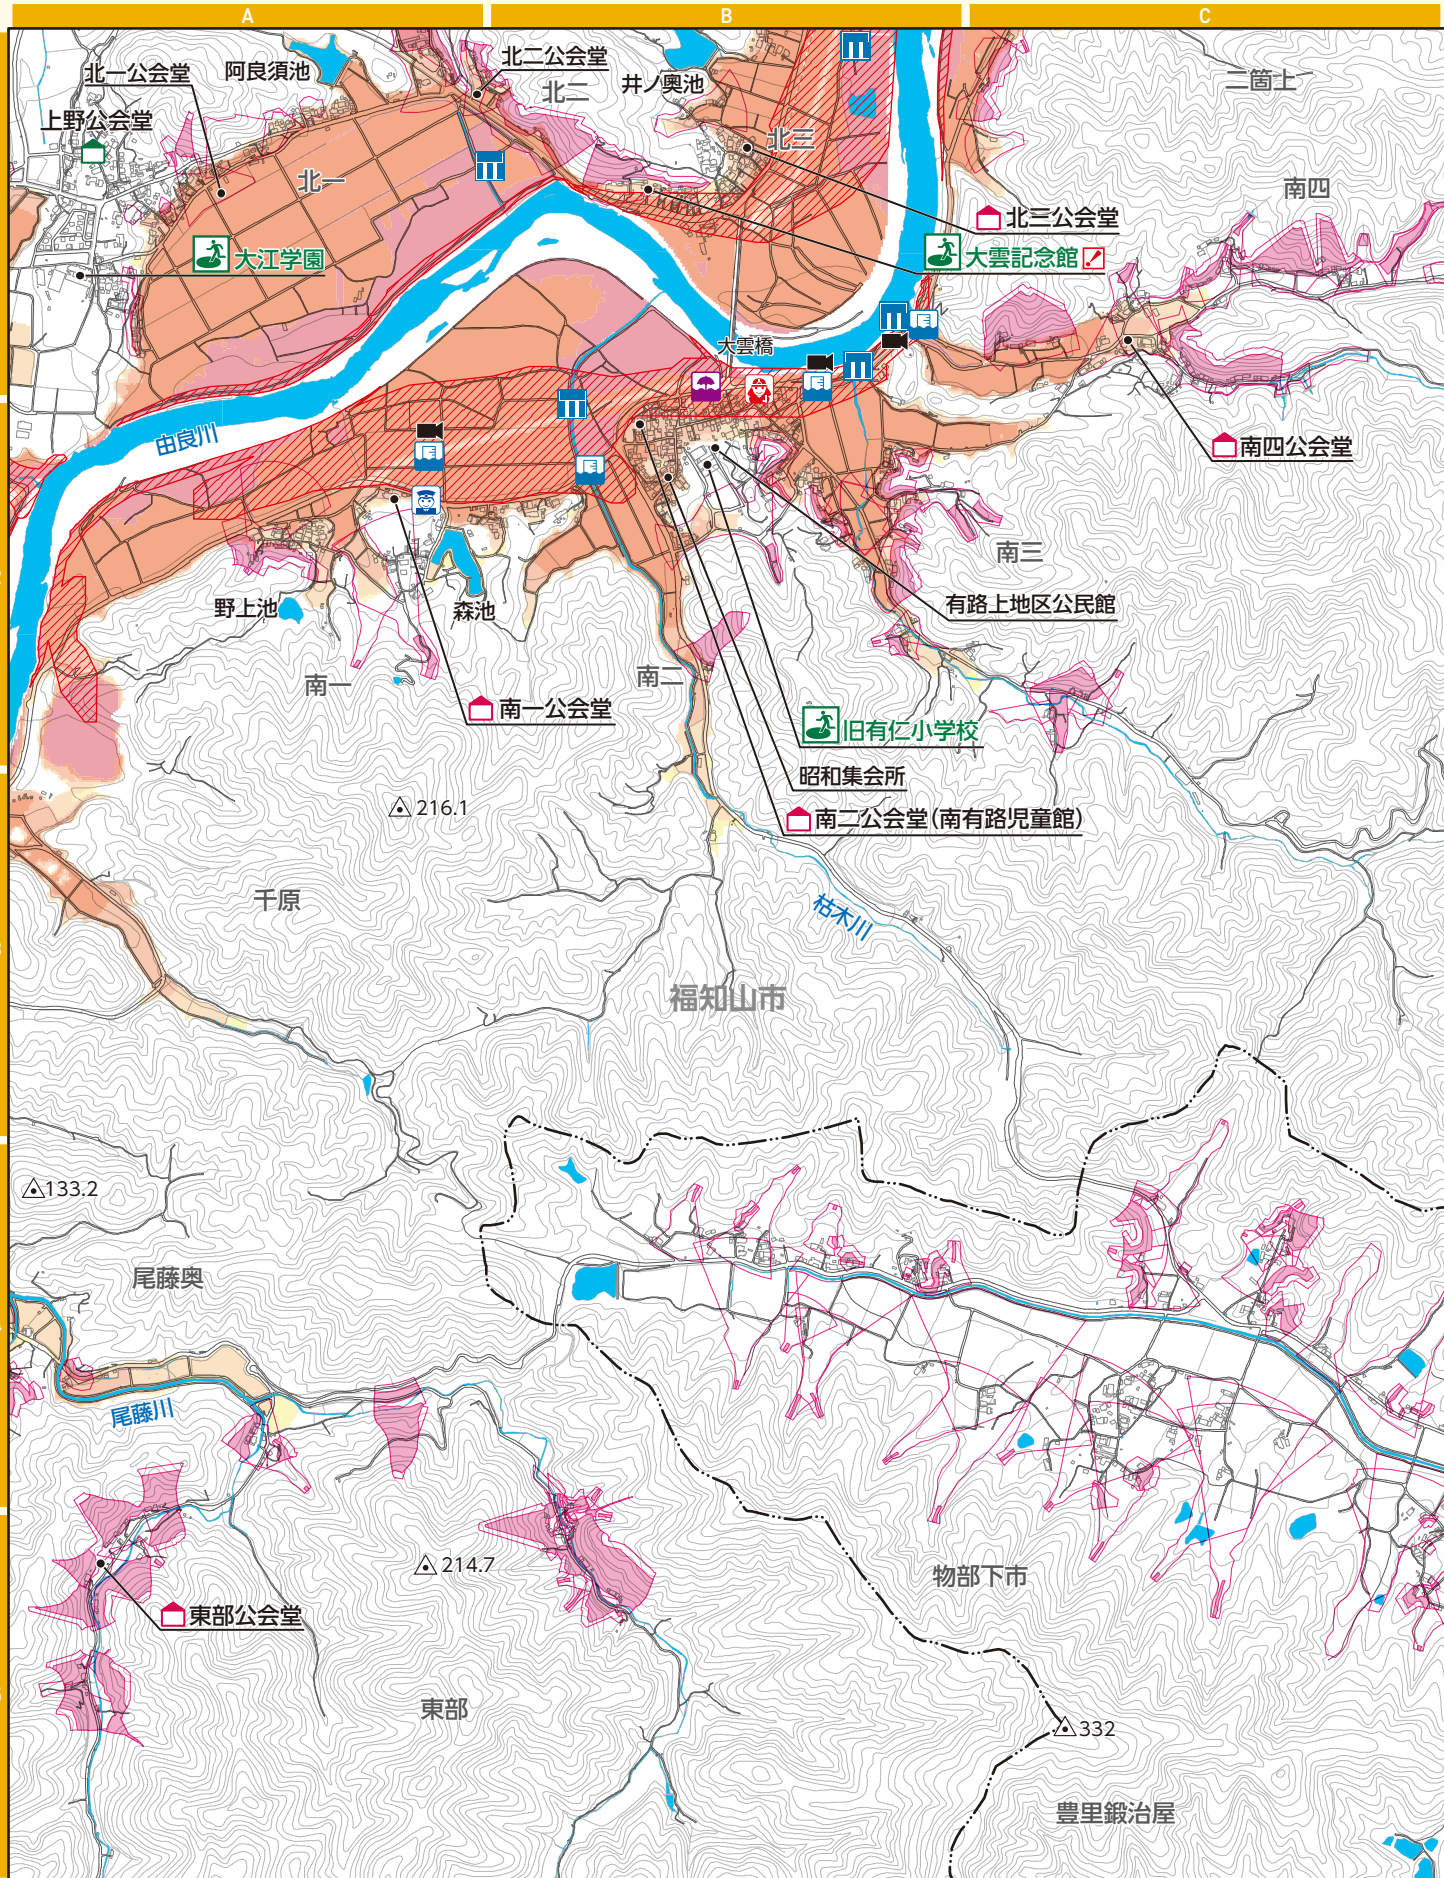 A
B
C
北二公会堂
北一公会堂
阿良須池
北二
井ノ奥池
二箇上
上野公会堂
北三
北一
南四
北三公会堂
大江学園
大雲記念館
大雲橋
由良川
南四公会堂
南三
有路上地区公民館
野上池
森池
南一
南二
南一公会堂
旧有仁小学校
昭和集会所
216.1
南二公会堂(南有路児童館)
千原
枯木川
福知山市
133.2
尾藤奥
尾藤川
214.7
物部下市
東部公会堂
東部
332
豊里鍛治屋